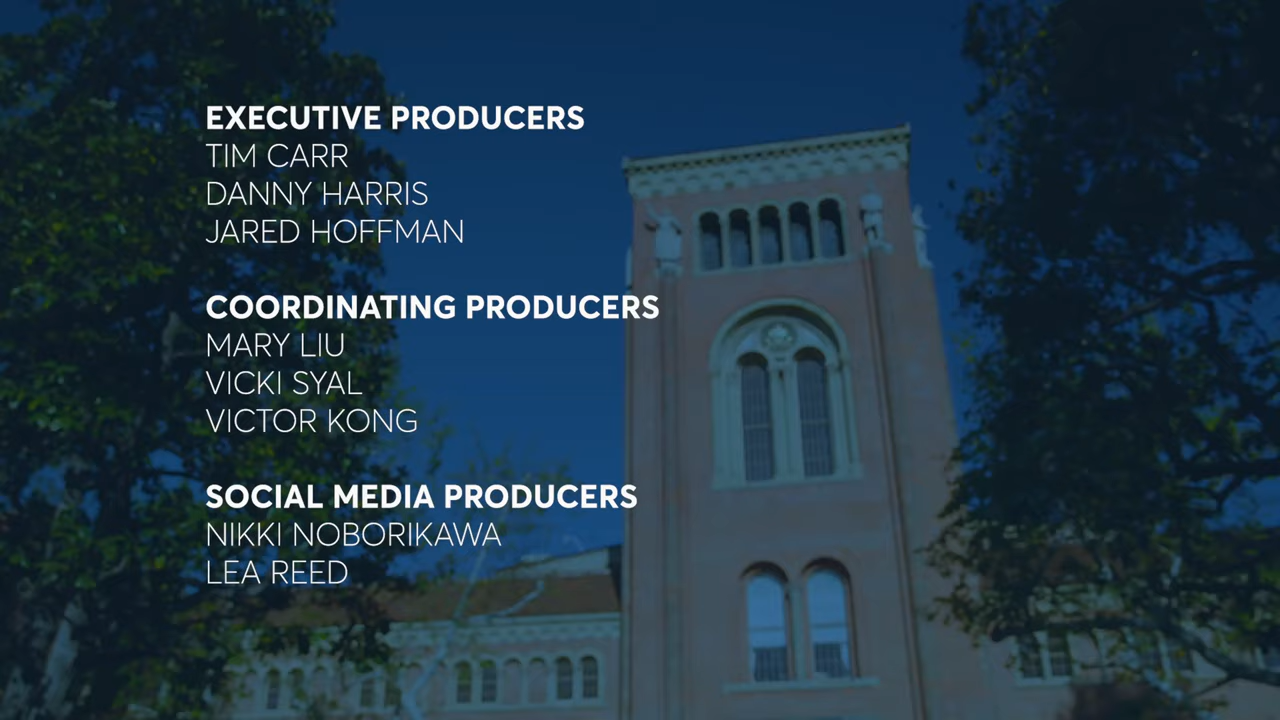 EXECUTIVE PRODUCERS
TIM CARR
DANNY HARRIS
JARED HOFFMAN
COORDINATING PRODUCERS
MARY LIU
VICKI SYAL
VICTOR KONG
SOCIAL MEDIA PRODUCERS
NIKKI NOBORIKAWA
LEA REED